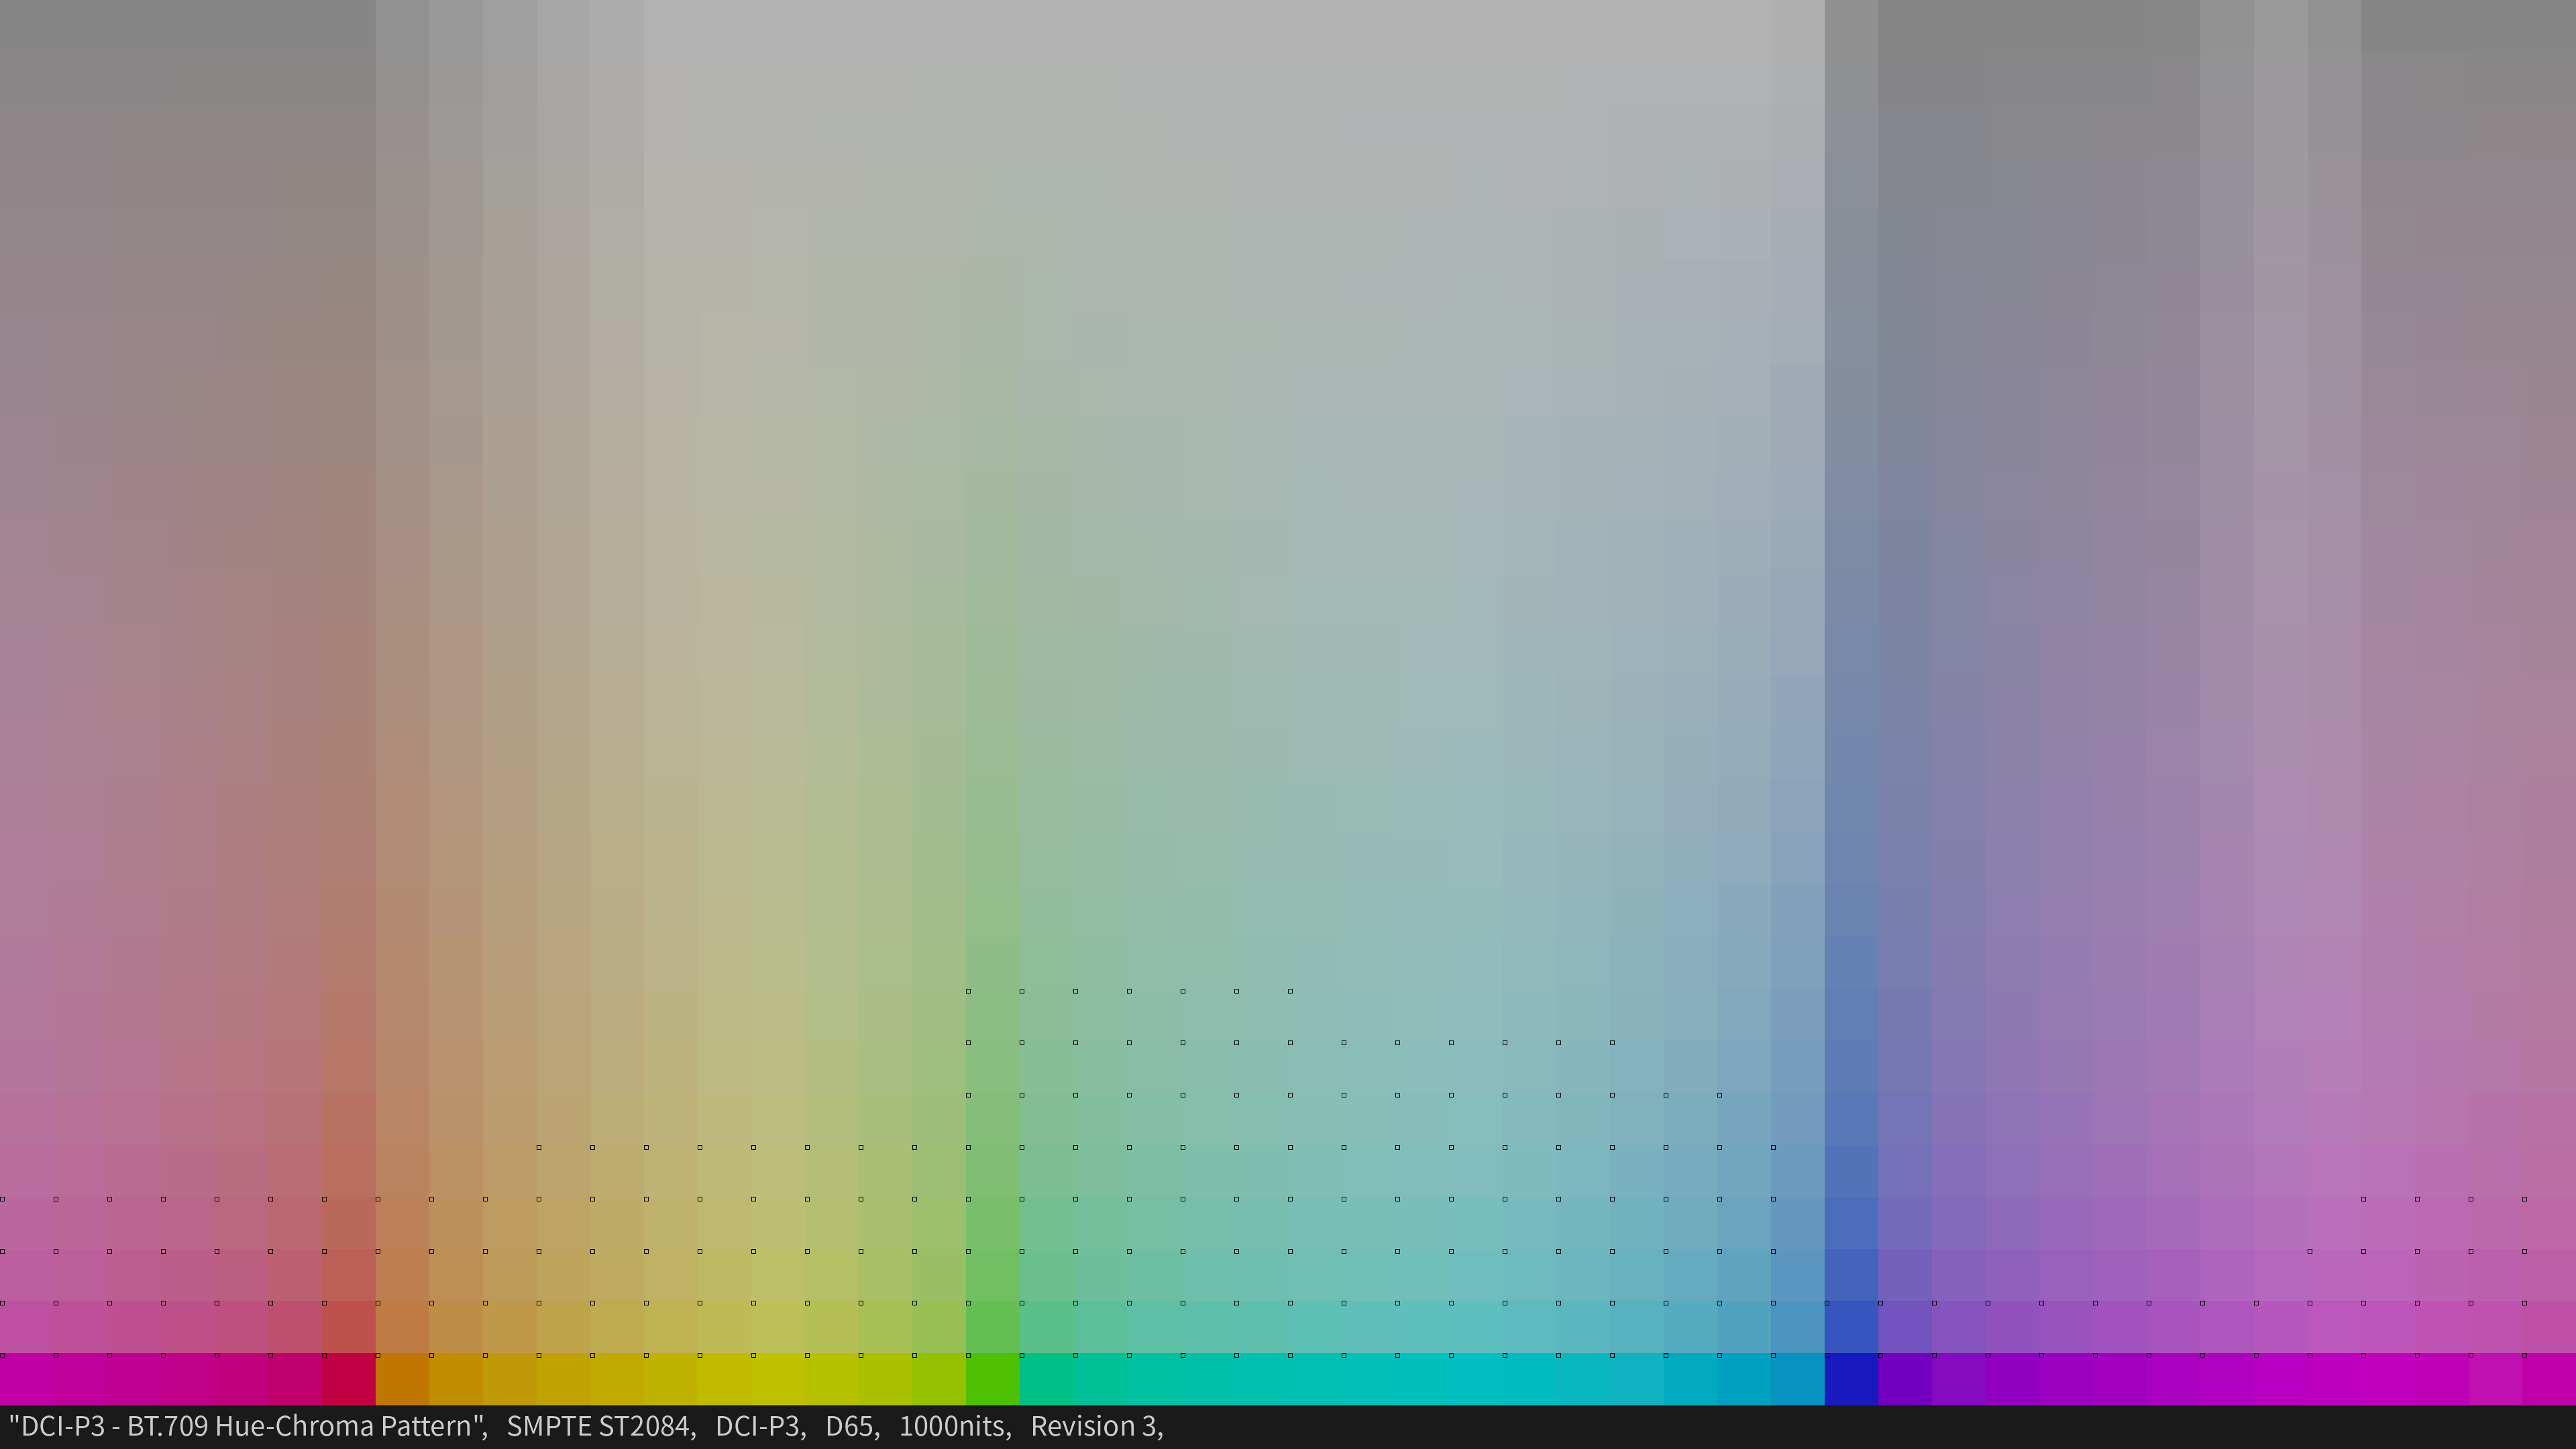 "DCI-P3 - BT.709 Hue-Chroma Pattern", SMPTE ST2084, DCI-P3, D65, 1000nits, Revision 3,